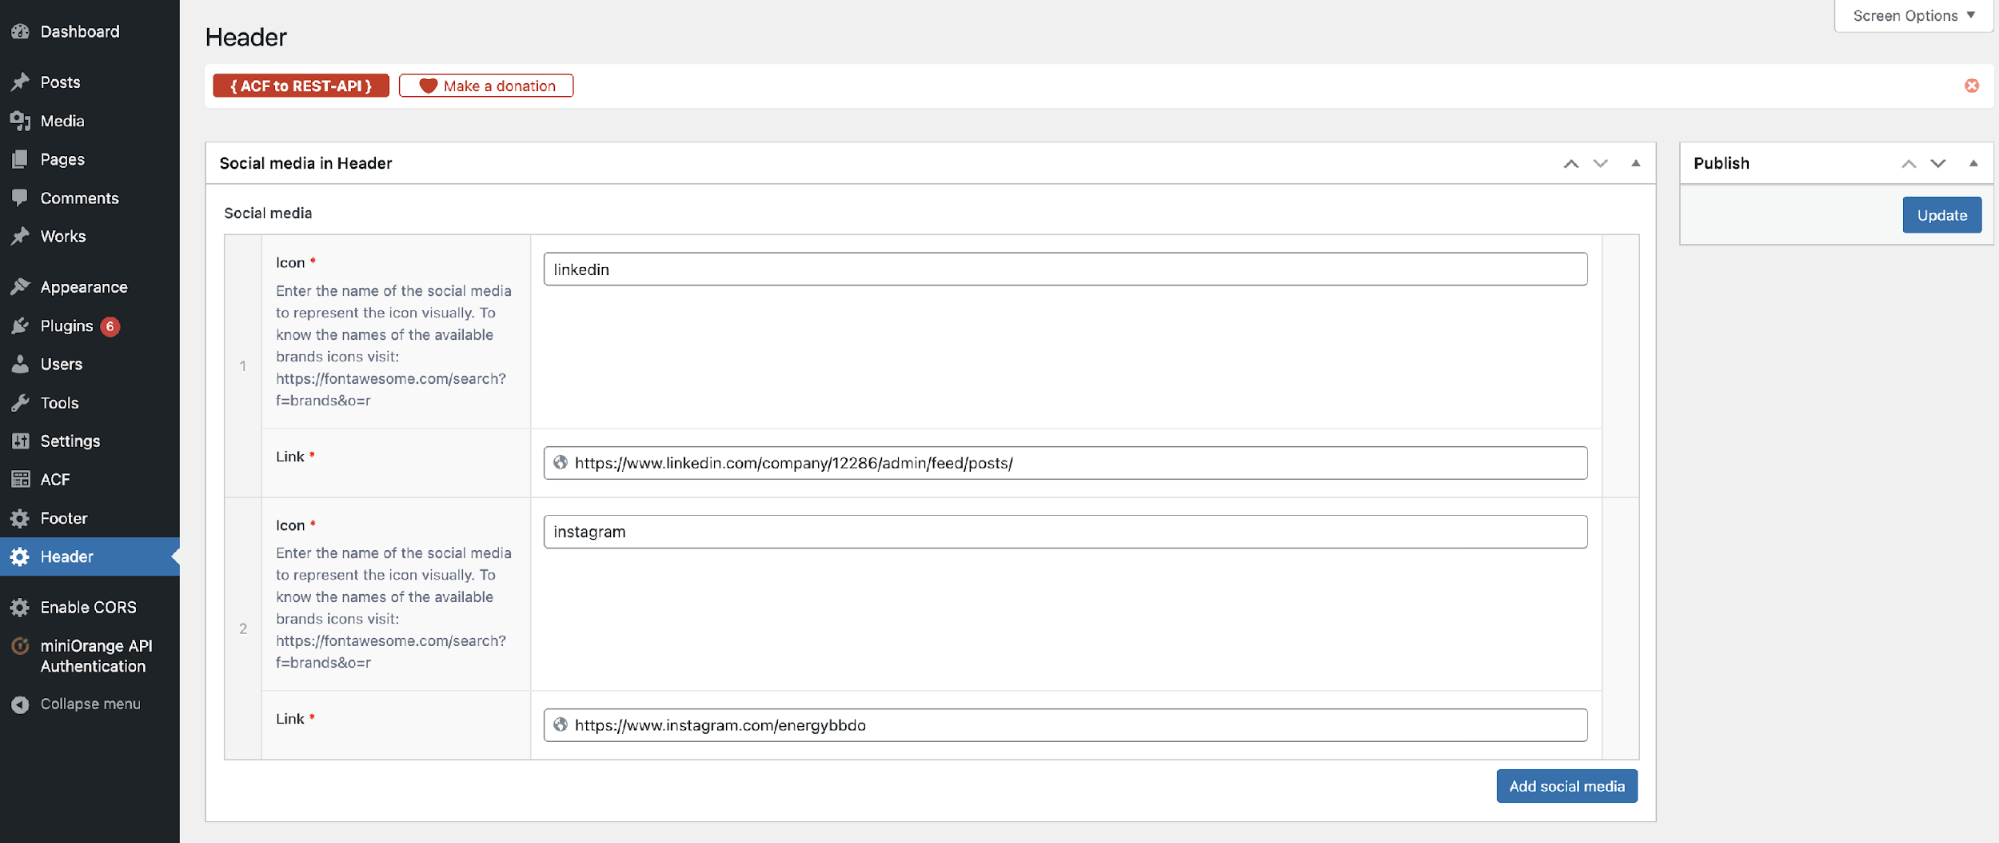 Dashboard
Posts
Media
Pages
Comments
Works
Appearance
Plugins 6
Users
Tools
Settings
ACF
Footer
Header
Enable CORS
miniOrange API
Authentication
Collapse menu
Screen Options
Header
{ ACF to REST-API }
Make a donation
Social media in Header
Social media
1
Icon *
Enter the name of the social media
to represent the icon visually. To
know the names of the available
brands icons visit:
https://fontawesome.com/search?
f=brands&o=r
linkedin
Link *
https://www.linkedin.com/company/12286/admin/feed/posts/
2
Icon *
Enter the name of the social media
to represent the icon visually. To
know the names of the available
brands icons visit:
https://fontawesome.com/search?
f=brands&o=r
instagram
Link *
https://www.instagram.com/energybbdo
Add social media
Publish
Update